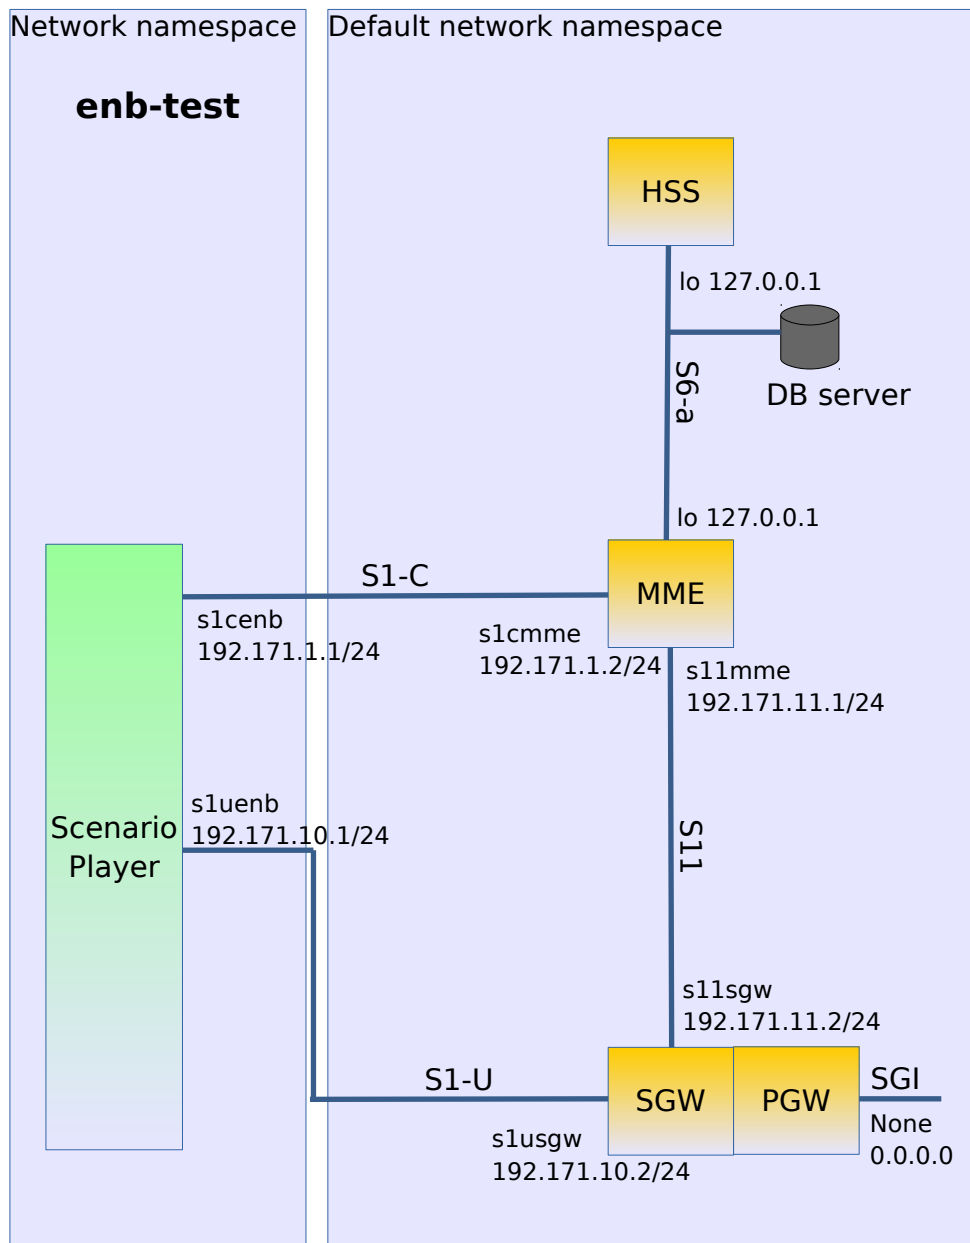 Network namespace
Default network namespace
enb-test
HSS
lo 127.0.0.1
S6-a
DB server
lo 127.0.0.1
MME
S1-C
s1cenb
192.171.1.1/24
s1cmme
192.171.1.2/24
s11mme
192.171.11.1/24
s1uenb
192.171.10.1/24
Scenario
Player
S11
s11sgw
192.171.11.2/24
S1-U
SGW
PGW
SGI
None
0.0.0.0
s1usgw
192.171.10.2/24